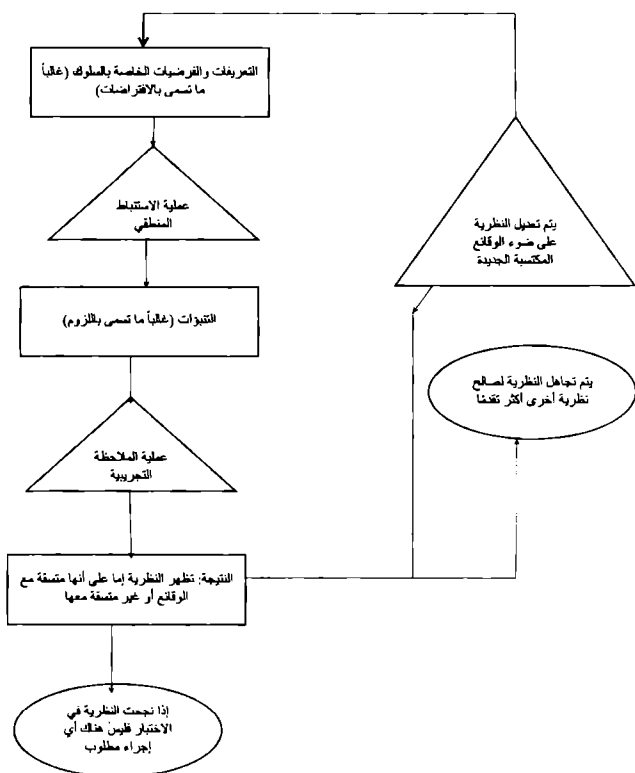 التعريفات والفرضيات الخاصة بالسلوك (غالباً
ما تسمى بالافتراضات)
عملية الاستنباط
المنطقي
يتم تعديل النظرية
على ضوء الوقائع
المكتسبة الجديدة
التنبؤات (غالباً ما تسمى باللزوم)
يتم تجاهل النظرية لصالح
نظرية أخرى أكثر تقدمًا
عملية الملاحظة
التجريبية
النتيجة: تظهر النظرية إما على أنها متسقة مع
الوقائع أو غير متسقة معها
إذا نجحت النظرية في
الاختبار فليس هناك أي
إجراء مطلوب